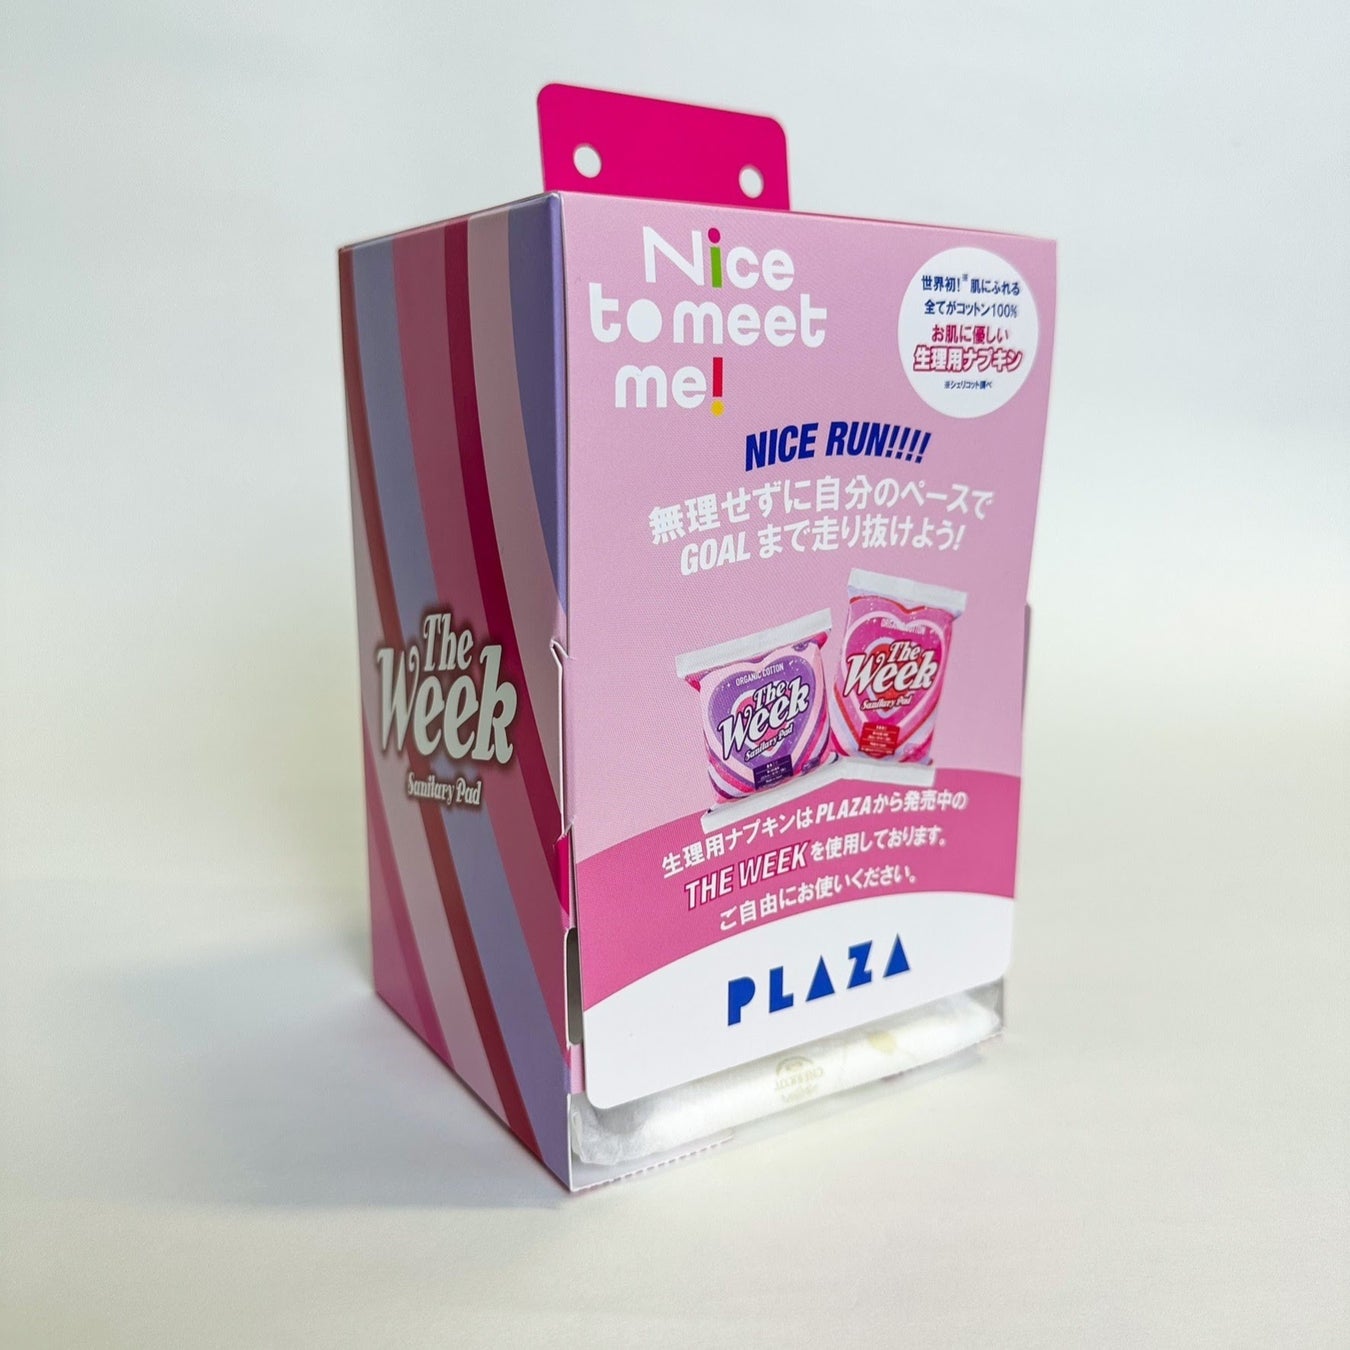 Nice
to meet
me!
世界初!※肌にふれる
全てがコットン100%
お肌に優しい
生理用ナプキン
※シェリコット調べ
NICE RUN!!!!
無理せずに自分のペースで
GOALまで走り抜けよう!
ORGANIC COTTON
The
Week
Sanitary Pad
ORGANIC COTTON
The
Week
Sanitary Pad
生理用ナプキンはPLAZAから発売中の
THE WEEKを使用しております。
ご自由にお使いください。
PLAZA
The
Week
Sanitary Pad